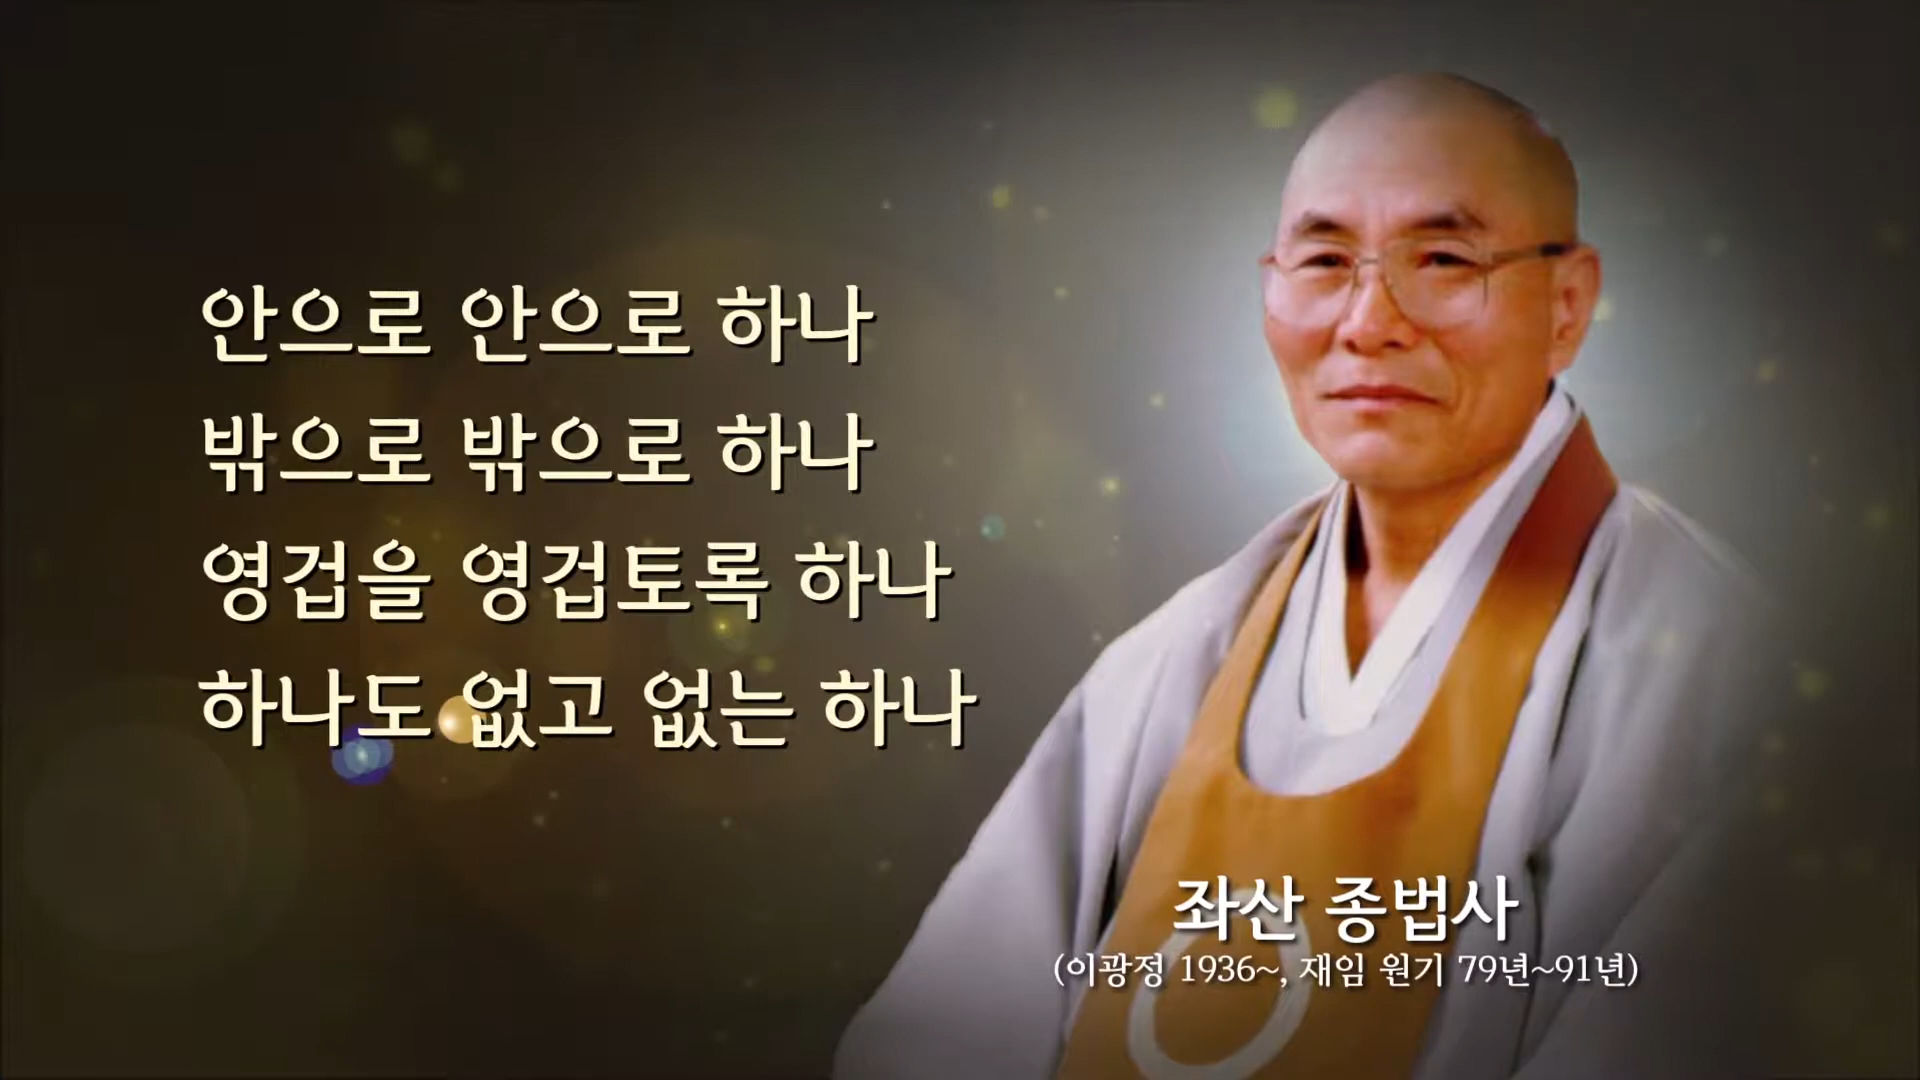 안으로 안으로 하나
밖으로 밖으로 하나
영겁을 영겁토록 하나
하나도 없고 없는 하나
좌산 종법사
(이광정 1936~, 재임 원기 79년~91년)